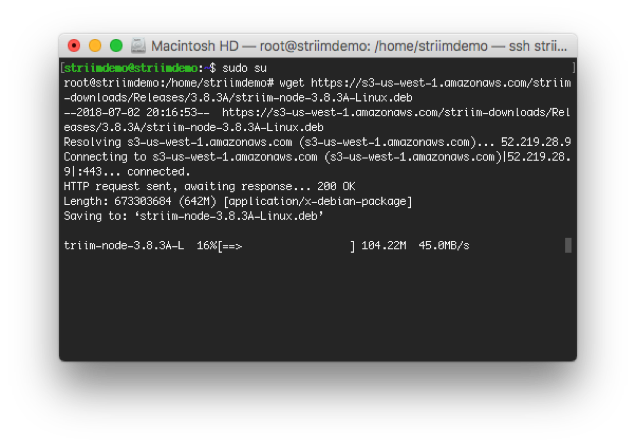 Macintosh HD — root@striimdemo: /home/striimdemo — ssh strii...
[striimdemo@striimdemo:~$ sudo su ]
root@striimdemo:/home/striimdemo# wget https://s3-us-west-1.amazonaws.com/striim
-downloads/Releases/3.8.3A/striim-node-3.8.3A-Linux.deb
--2018-07-02 20:16:53-- https://s3-us-west-1.amazonaws.com/striim-downloads/Rel
eases/3.8.3A/striim-node-3.8.3A-Linux.deb
Resolving s3-us-west-1.amazonaws.com (s3-us-west-1.amazonaws.com)... 52.219.28.9
Connecting to s3-us-west-1.amazonaws.com (s3-us-west-1.amazonaws.com)|52.219.28.
9|:443... connected.
HTTP request sent, awaiting response... 200 OK
Length: 673303684 (642M) [application/x-debian-package]
Saving to: ‘striim-node-3.8.3A-Linux.deb’
triim-node-3.8.3A-L 16%[==> ] 104.22M 45.0MB/s